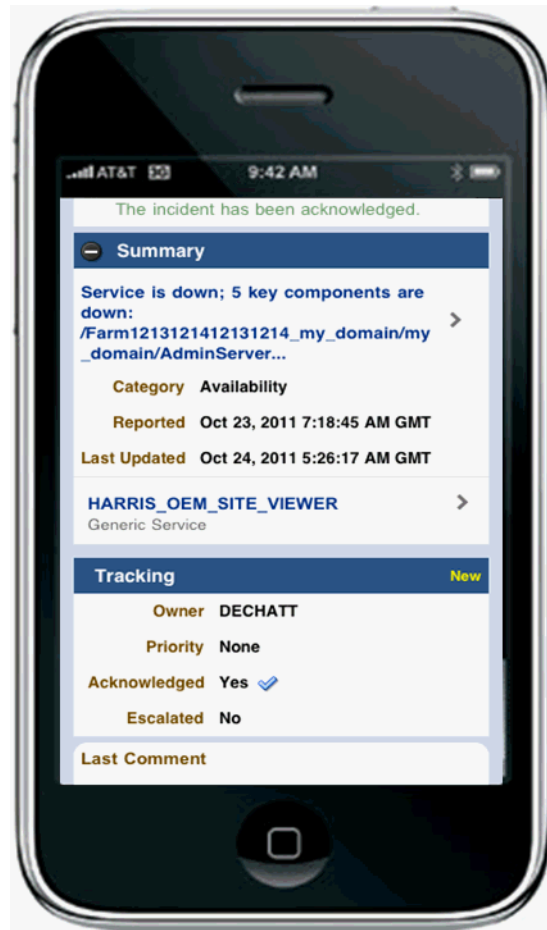 AT&T 3G 9:42 AM
The incident has been acknowledged.
Summary
Service is down; 5 key components are
down:
/Farm1213121412131214_my_domain/my
_domain/AdminServer...
Category Availability
Reported Oct 23, 2011 7:18:45 AM GMT
Last Updated Oct 24, 2011 5:26:17 AM GMT
HARRIS_OEM_SITE_VIEWER
Generic Service
Tracking New
Owner DECHATT
Priority None
Acknowledged Yes
Escalated No
Last Comment